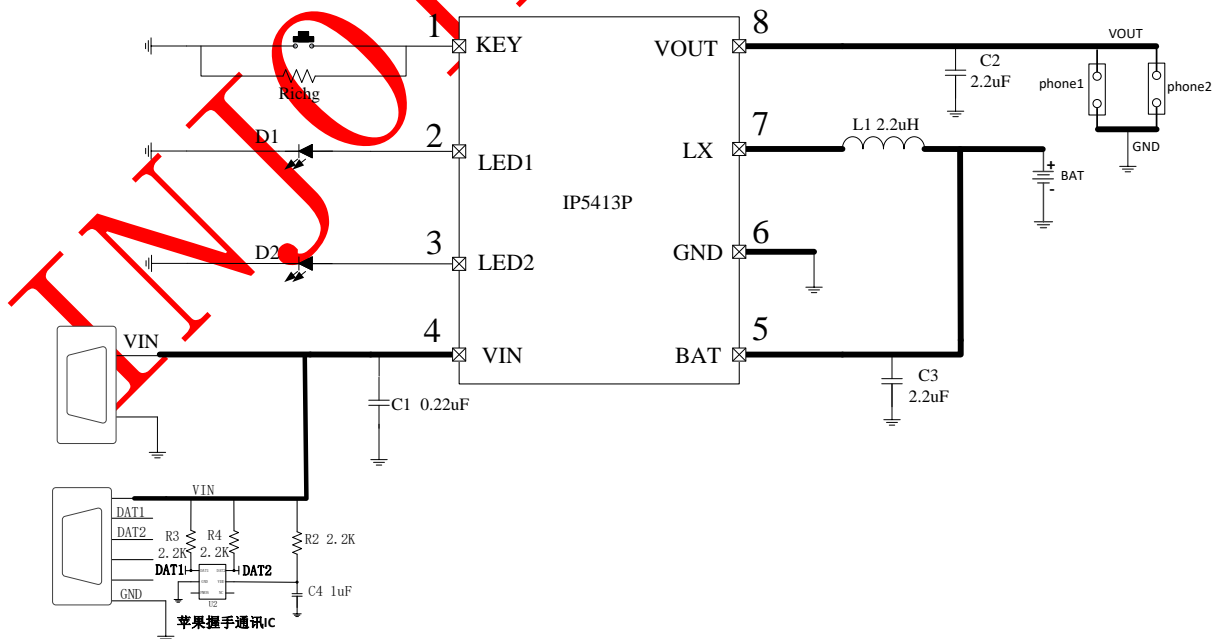 INJO
1
KEY
Richg
D1
2
LED1
D2
3
LED2
VIN
4
VIN
C1 0.22uF
IP5413P
8
VOUT
C2
2.2uF
VOUT
phone1
phone2
GND
7
LX
L1 2.2uH
BAT
+
-
6
GND
5
BAT
C3
2.2uF
VIN
DAT1
DAT2
GND
R3
2.2K
R4
2.2K
R2 2.2K
DAT1
DAT2
C4 1uF
U2
苹果握手通讯IC